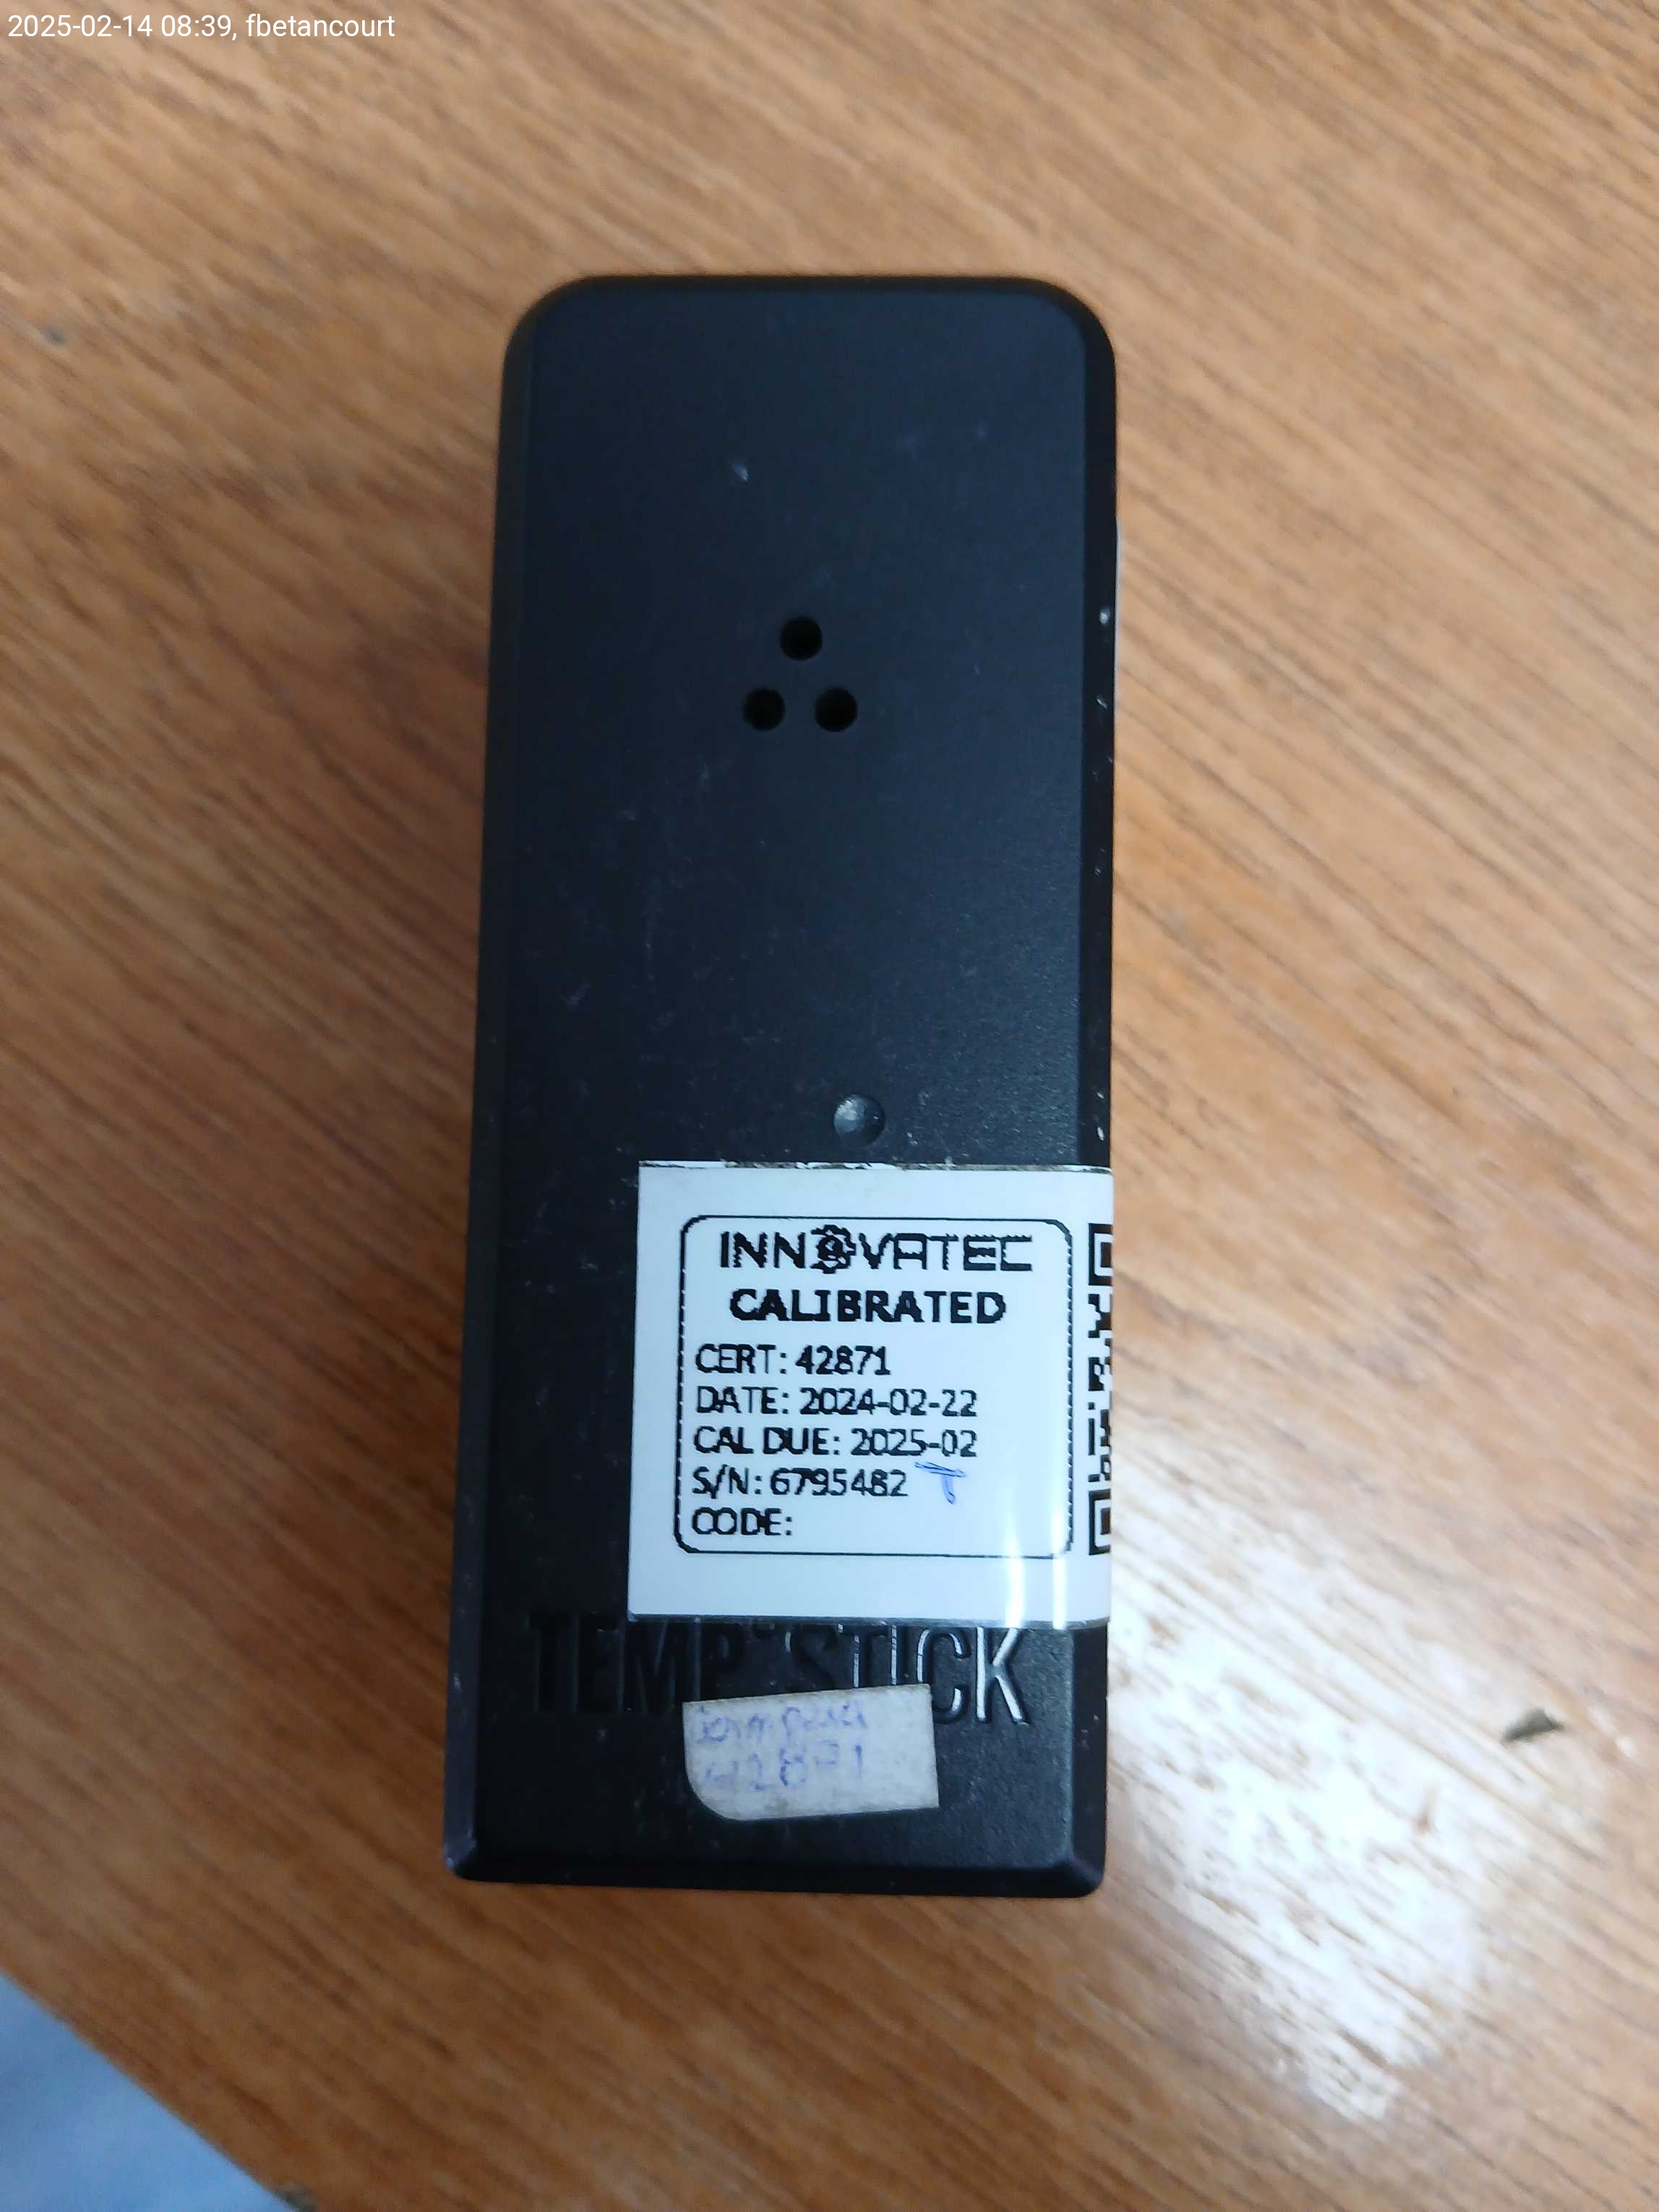 2025-02-14 08:39, fbetancourt
INNOVATEC
CALIBRATED
CERT: 42871
DATE: 2024-02-22
CAL DUE: 2025-02
S/N: 6795482
CODE:
TEMP° STICK
42871